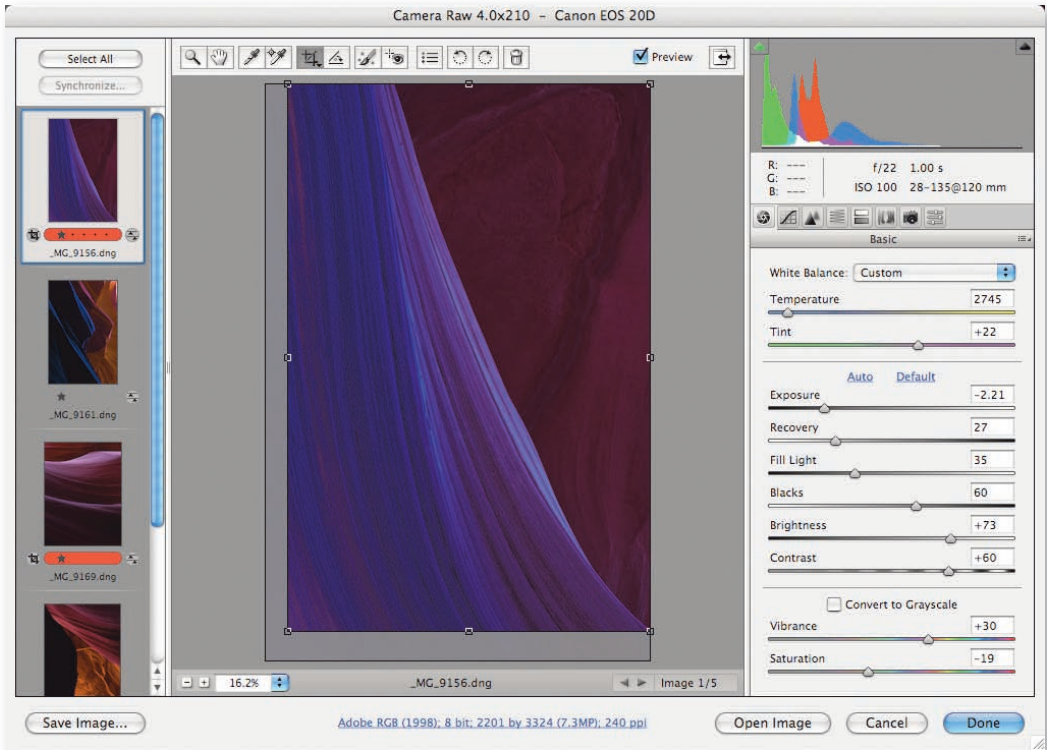 Camera Raw 4.0x210 – Canon EOS 20D
Select All
Synchronize...
Preview
_MG_9156.dng
_MG_9161.dng
_MG_9169.dng
R: ---
G: ---
B: ---
f/22 1.00 s
ISO 100 28-135@120 mm
Basic
White Balance: Custom
Temperature 2745
Tint +22
Auto Default
Exposure -2.21
Recovery 27
Fill Light 35
Blacks 60
Brightness +73
Contrast +60
Convert to Grayscale
Vibrance +30
Saturation -19
16.2% _MG_9156.dng Image 1/5
Save Image... Adobe RGB (1998); 8 bit; 2201 by 3324 (7.3MP); 240 ppi Open Image Cancel Done